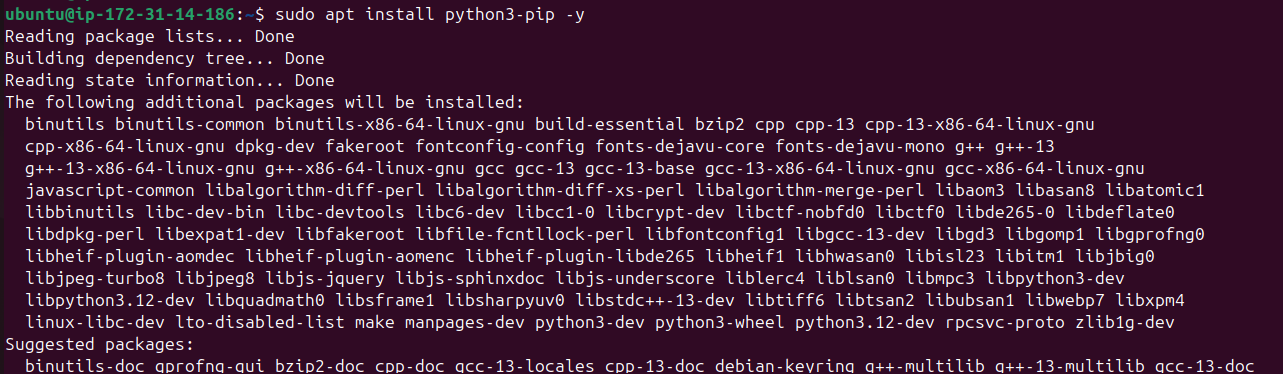 ubuntu@ip-172-31-14-186:~$ sudo apt install python3-pip -y
Reading package lists... Done
Building dependency tree... Done
Reading state information... Done
The following additional packages will be installed:
  binutils binutils-common binutils-x86-64-linux-gnu build-essential bzip2 cpp cpp-13 cpp-13-x86-64-linux-gnu
  cpp-x86-64-linux-gnu dpkg-dev fakeroot fontconfig-config fonts-dejavu-core fonts-dejavu-mono g++ g++-13
  g++-13-x86-64-linux-gnu g++-x86-64-linux-gnu gcc gcc-13 gcc-13-base gcc-13-x86-64-linux-gnu gcc-x86-64-linux-gnu
  javascript-common libalgorithm-diff-perl libalgorithm-diff-xs-perl libalgorithm-merge-perl libaom3 libasan8 libatomic1
  libbinutils libc-dev-bin libc-devtools libc6-dev libcc1-0 libcrypt-dev libctf-nobfd0 libctf0 libde265-0 libdeflate0
  libdpkg-perl libexpat1-dev libfakeroot libfile-fcntllock-perl libfontconfig1 libgcc-13-dev libgd3 libgomp1 libgprofng0
  libheif-plugin-aomdec libheif-plugin-aomenc libheif-plugin-libde265 libheif1 libhwasan0 libisl23 libitm1 libjbig0
  libjpeg-turbo8 libjpeg8 libjs-jquery libjs-sphinxdoc libjs-underscore liblerc4 liblsan0 libmpc3 libpython3-dev
  libpython3.12-dev libquadmath0 libsframe1 libsharpyuv0 libstdc++-13-dev libtiff6 libtsan2 libubsan1 libwebp7 libxpm4
  linux-libc-dev lto-disabled-list make manpages-dev python3-dev python3-wheel python3.12-dev rpcsvc-proto zlib1g-dev
Suggested packages:
  binutils-doc gprofng-gui bzip2-doc cpp-doc gcc-13-locales cpp-13-doc debian-keyring g++-multilib g++-13-multilib gcc-13-doc